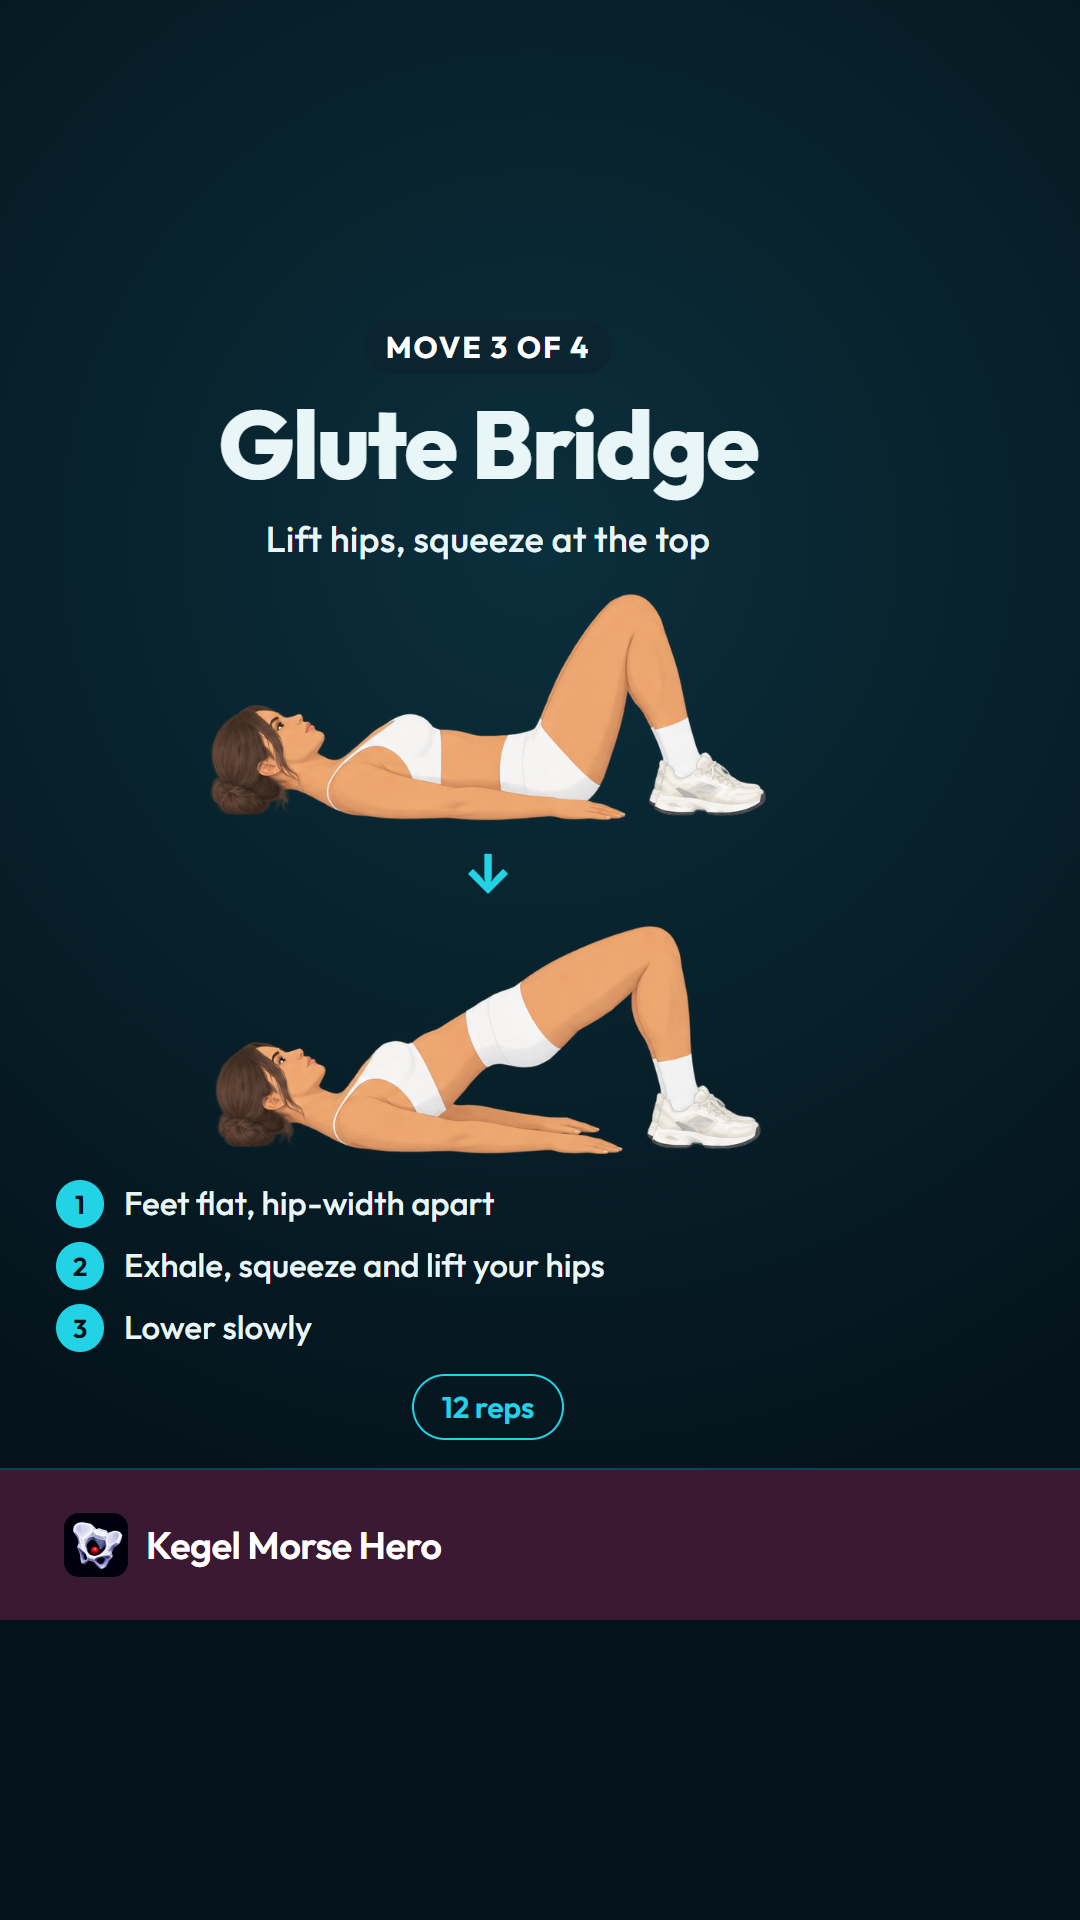 MOVE 3 OF 4
Glute Bridge
Lift hips, squeeze at the top
1 Feet flat, hip-width apart
2 Exhale, squeeze and lift your hips
3 Lower slowly
12 reps
Kegel Morse Hero